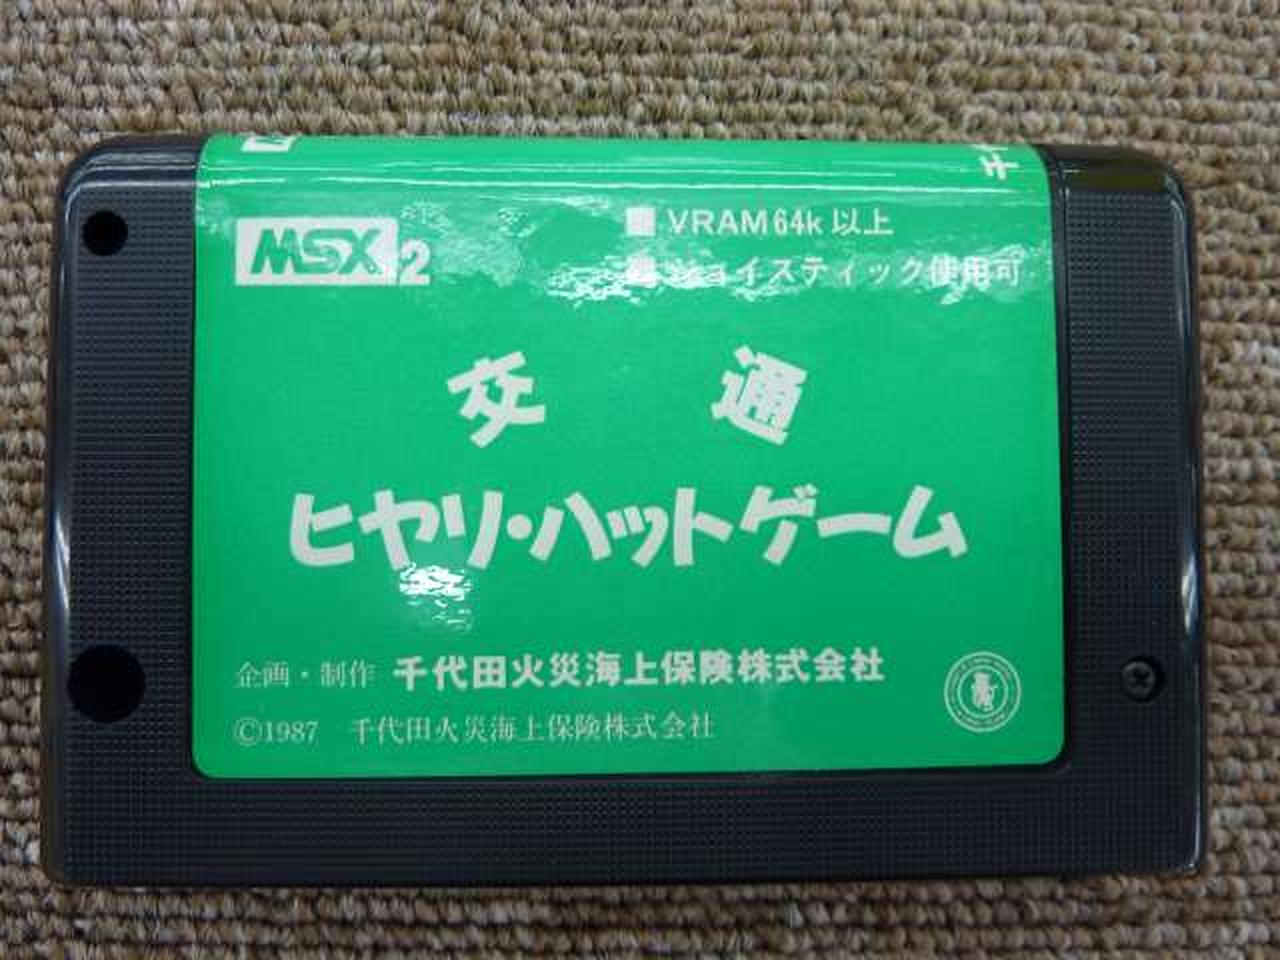 MSX2
■ VRAM64k 以上
■ ジョイスティック使用可
交 通
ヒヤリ・ハットゲーム
企画・制作 千代田火災海上保険株式会社
©1987 千代田火災海上保険株式会社